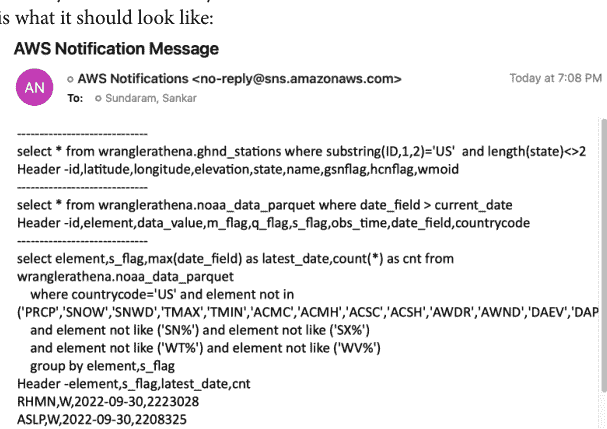 is what it should look like:
AWS Notification Message
AN
AWS Notifications <no-reply@sns.amazonaws.com>
Today at 7:08 PM
To: Sundaram, Sankar
-----------------------------
select * from wranglerathena.ghnd_stations where substring(ID,1,2)='US' and length(state)<>2
Header -id,latitude,longitude,elevation,state,name,gsnflag,hcnflag,wmoid
-----------------------------
select * from wranglerathena.noaa_data_parquet where date_field > current_date
Header -id,element,data_value,m_flag,q_flag,s_flag,obs_time,date_field,countrycode
-----------------------------
select element,s_flag,max(date_field) as latest_date,count(*) as cnt from
wranglerathena.noaa_data_parquet
where countrycode='US' and element not in
('PRCP','SNOW','SNWD','TMAX','TMIN','ACMC','ACMH','ACSC','ACSH','AWDR','AWND','DAEV','DAP
and element not like ('SN%') and element not like ('SX%')
and element not like ('WT%') and element not like ('WV%')
group by element,s_flag
Header -element,s_flag,latest_date,cnt
RHMN,W,2022-09-30,2223028
ASLP,W,2022-09-30,2208325